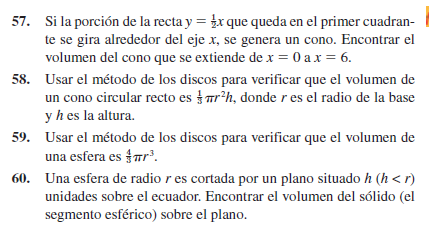 57. Si la porción de la recta y = ½x que queda en el primer cuadran-
te se gira alrededor del eje x, se genera un cono. Encontrar el
volumen del cono que se extiende de x = 0 a x = 6.
58. Usar el método de los discos para verificar que el volumen de
un cono circular recto es ⅓πr²h, donde r es el radio de la base
y h es la altura.
59. Usar el método de los discos para verificar que el volumen de
una esfera es 4/3 πr³.
60. Una esfera de radio r es cortada por un plano situado h (h < r)
unidades sobre el ecuador. Encontrar el volumen del sólido (el
segmento esférico) sobre el plano.